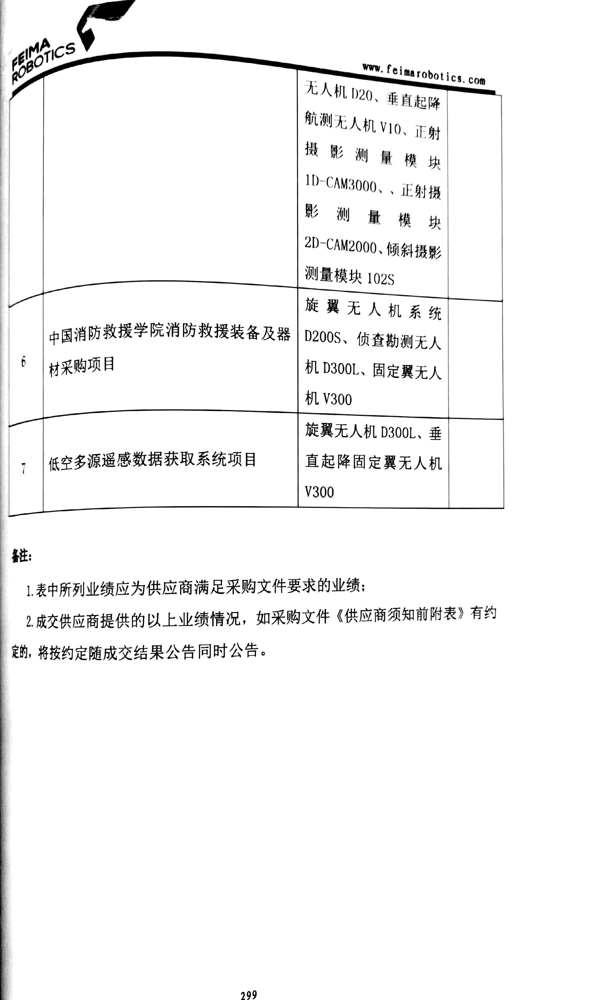 FEIMA
ROBOTICS
www.feimarobotics.com
无人机 D20、垂直起降
航测无人机 V10、正射
摄影测量模块
1D-CAM3000、、正射摄
影测量模块
2D-CAM2000、倾斜摄影
测量模块 102S
6
中国消防救援学院消防救援装备及器
材采购项目
旋翼无人机系统
D200S、侦查勘测无人
机 D300L、固定翼无人
机 V300
7
低空多源遥感数据获取系统项目
旋翼无人机 D300L、垂
直起降固定翼无人机
V300
备注：
1.表中所列业绩应为供应商满足采购文件要求的业绩；
2.成交供应商提供的以上业绩情况，如采购文件《供应商须知前附表》有约
定的，将按约定随成交结果公告同时公告。
299